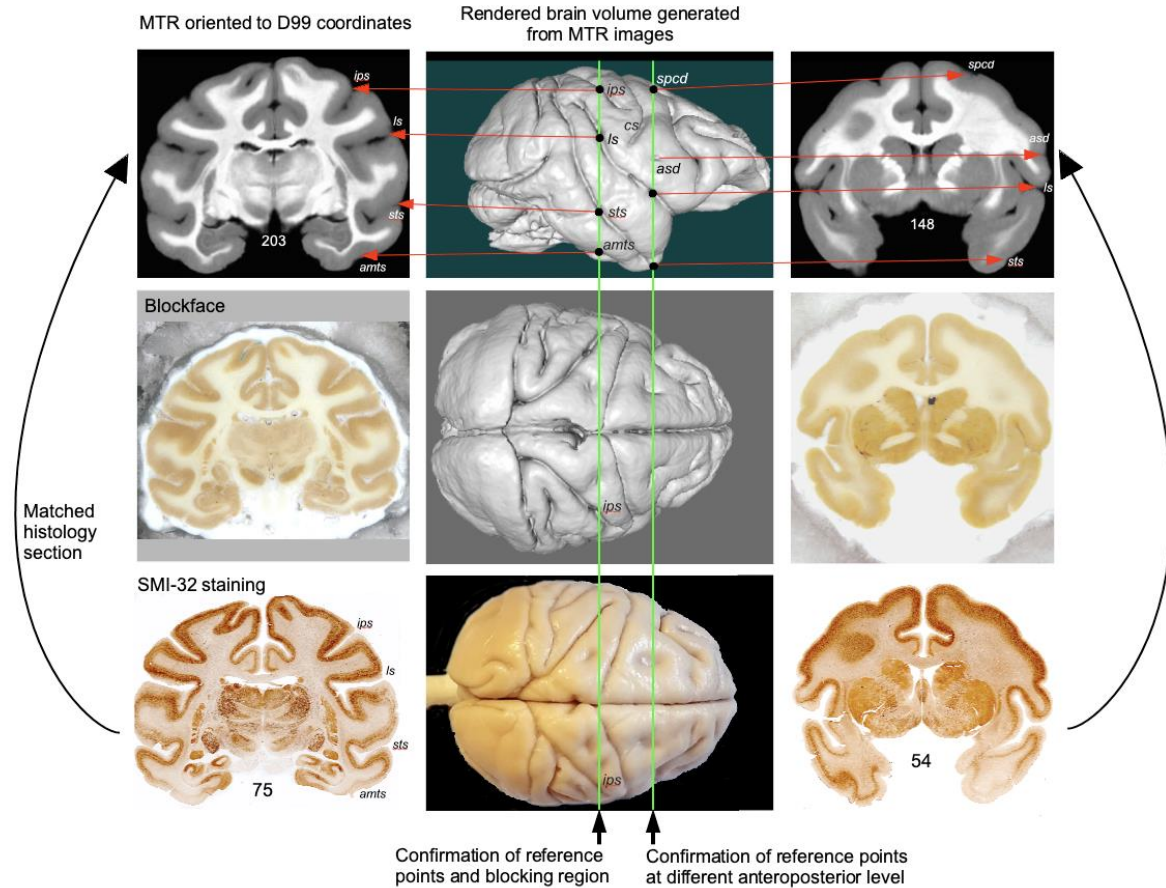 MTR oriented to D99 coordinates
Rendered brain volume generated
from MTR images
ips
ls
sts
203
amts
ips
spcd
cs
ls
asd
sts
amts
spcd
asd
ls
148
sts
Blockface
ips
Matched
histology
section
SMI-32 staining
ips
ls
sts
75
amts
ips
54
Confirmation of reference
points and blocking region
Confirmation of reference points
at different anteroposterior level